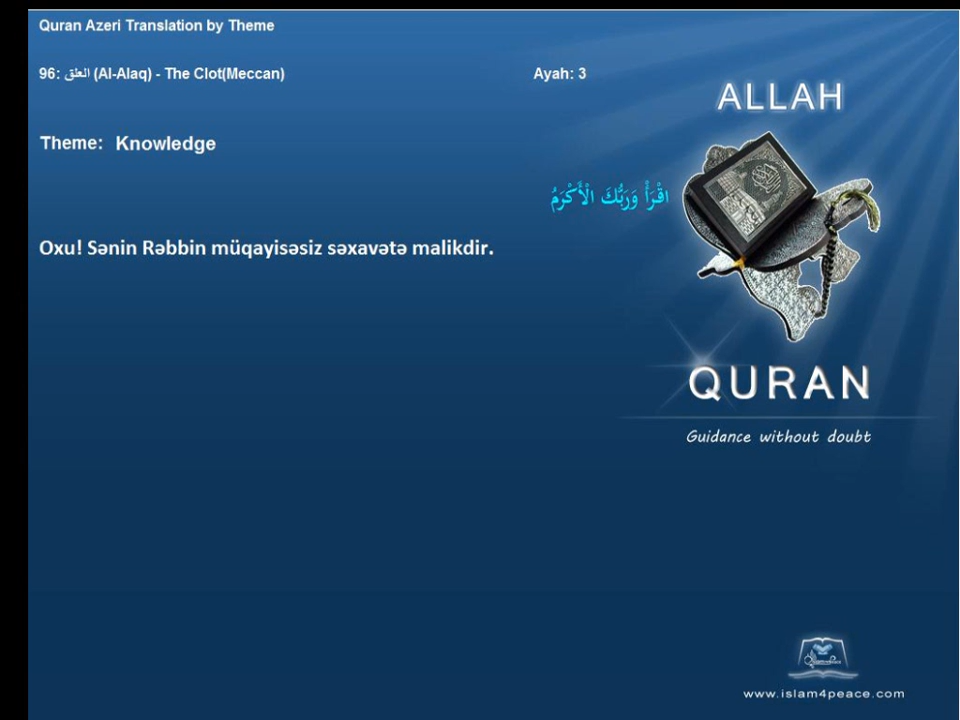 Quran Azeri Translation by Theme
96: العلق (Al-Alaq) - The Clot(Meccan) Ayah: 3
ALLAH
Theme: Knowledge
اقْرَأْ وَرَبُّكَ الْأَكْرَمُ
Oxu! Sənin Rəbbin müqayisəsiz səxavətə malikdir.
QURAN
Guidance without doubt
www.islam4peace.com